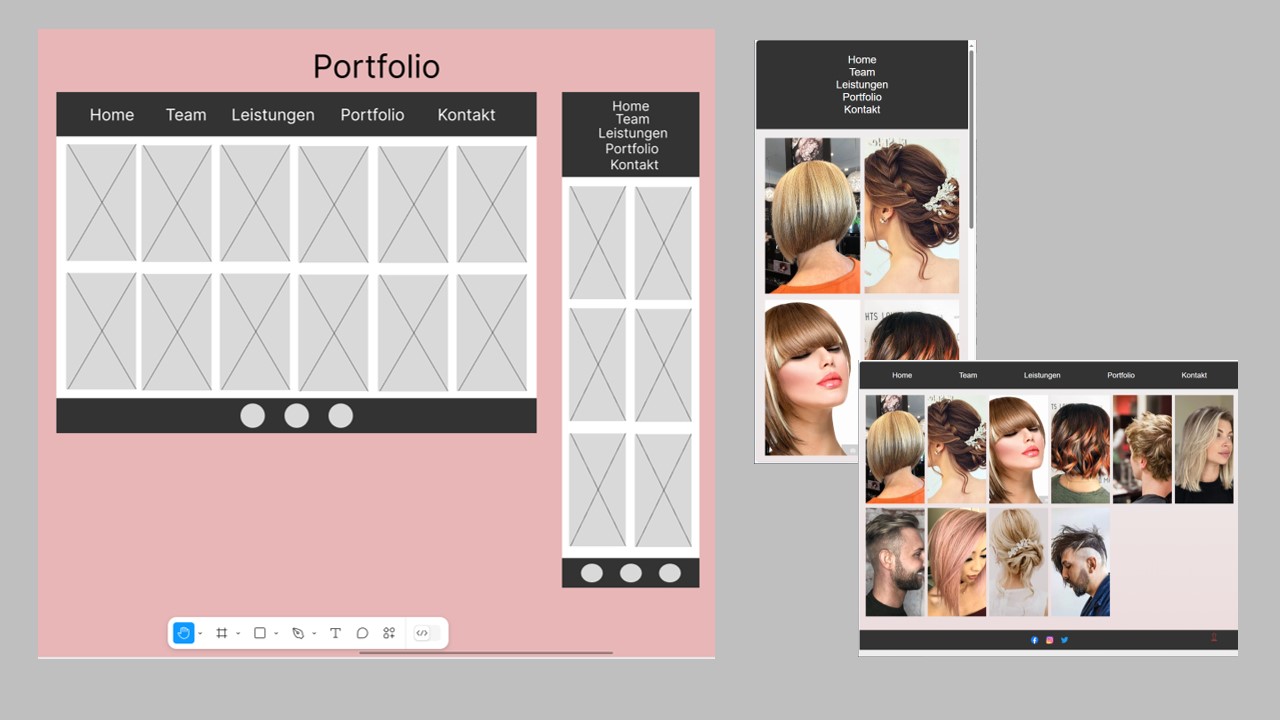 Portfolio
Home Team Leistungen Portfolio Kontakt
Home
Team
Leistungen
Portfolio
Kontakt
T
Home
Team
Leistungen
Portfolio
Kontakt
HTS
Home Team Leistungen Portfolio Kontakt